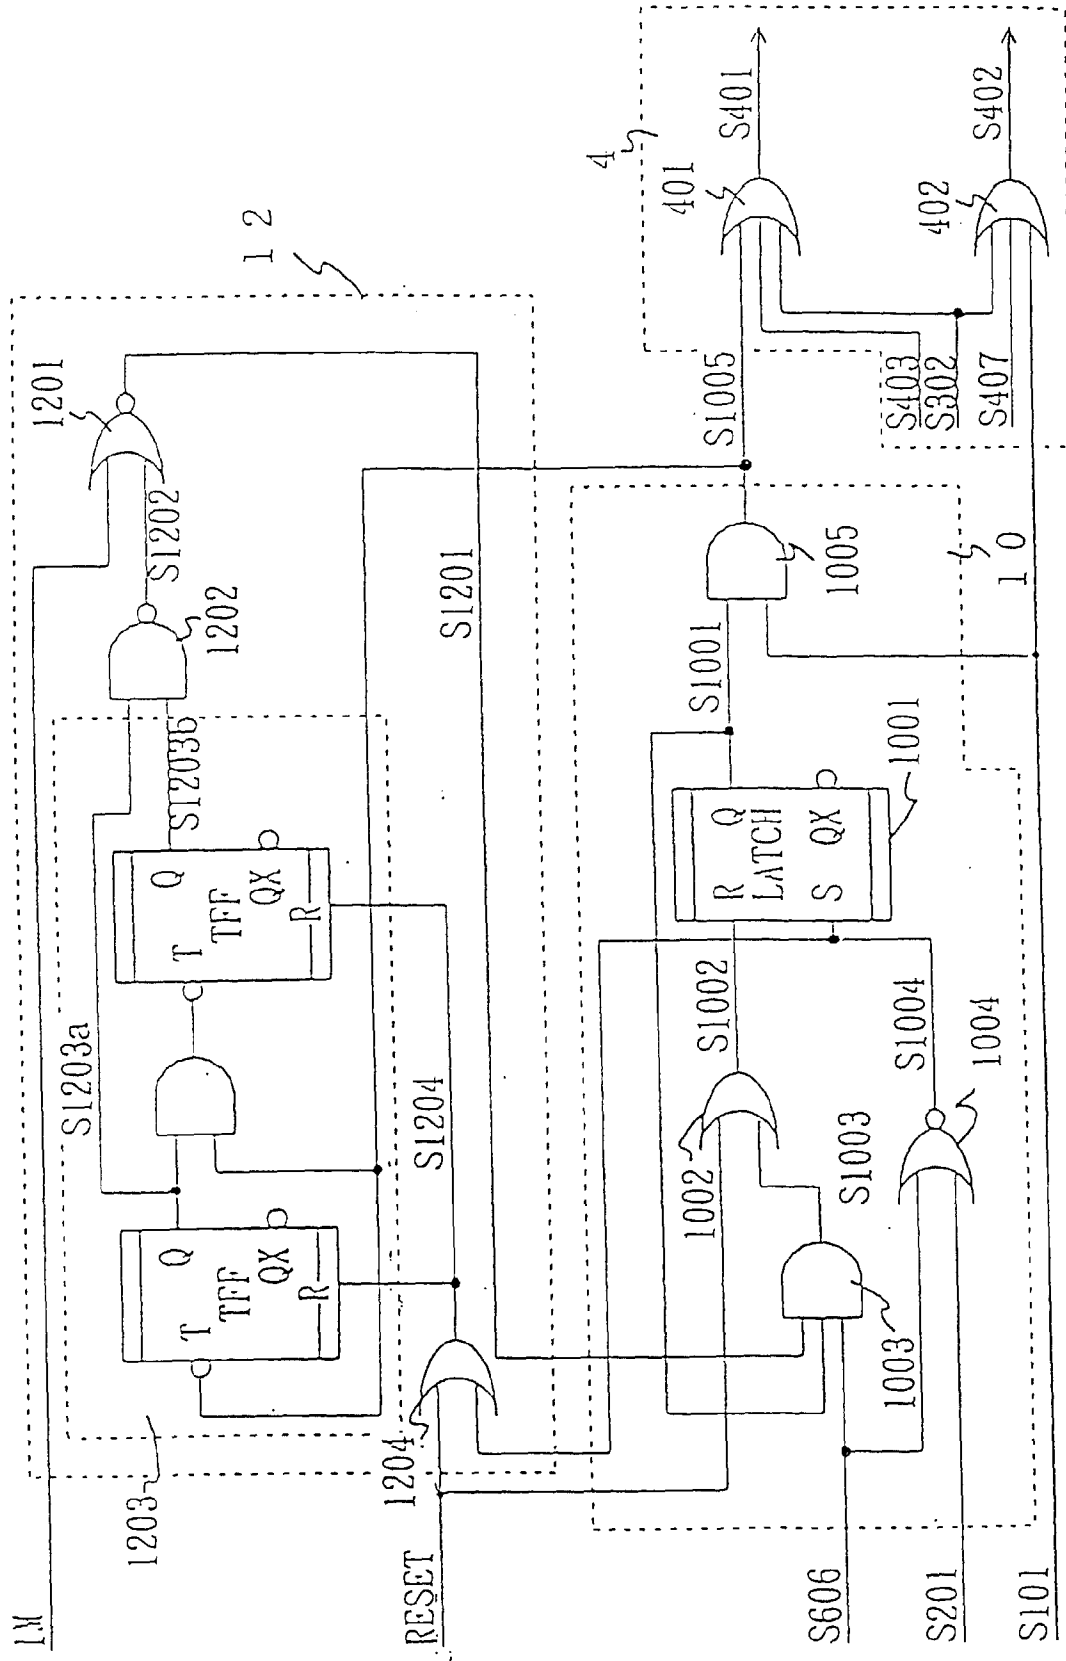 1M
1203
S1203a
T
Q
TFF
QX
R
T
Q
TFF
QX
R
S1203b
1202
S1202
1201
1 2
RESET
1204
S1204
S1201
S606
S201
S101
1003
S1003
1002
S1002
1004
S1004
R
Q
LATCH
S
QX
1001
S1001
1005
S1005
1 0
4
401
S401
402
S402
S403
S302
S407